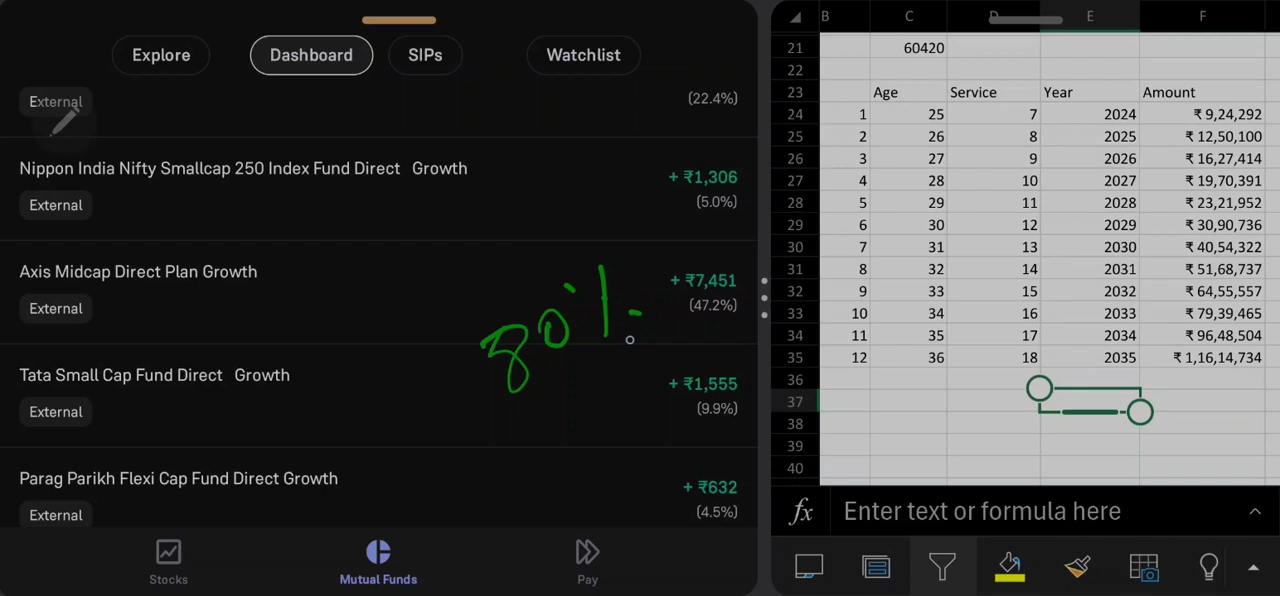 Explore Dashboard SIPs Watchlist
External
(22.4%)
Nippon India Nifty Smallcap 250 Index Fund Direct Growth
+ ₹1,306
External
(5.0%)
Axis Midcap Direct Plan Growth
+ ₹7,451
External
(47.2%)
80%
Tata Small Cap Fund Direct Growth
+ ₹1,555
External
(9.9%)
Parag Parikh Flexi Cap Fund Direct Growth
+ ₹632
External
(4.5%)
Stocks Mutual Funds Pay
B C D E F
21 60420
22
23 Age Service Year Amount
24 1 25 7 2024 ₹ 9,24,292
25 2 26 8 2025 ₹ 12,50,100
26 3 27 9 2026 ₹ 16,27,414
27 4 28 10 2027 ₹ 19,70,391
28 5 29 11 2028 ₹ 23,21,952
29 6 30 12 2029 ₹ 30,90,736
30 7 31 13 2030 ₹ 40,54,322
31 8 32 14 2031 ₹ 51,68,737
32 9 33 15 2032 ₹ 64,55,557
33 10 34 16 2033 ₹ 79,39,465
34 11 35 17 2034 ₹ 96,48,504
35 12 36 18 2035 ₹ 1,16,14,734
36
37
38
39
40
fx Enter text or formula here